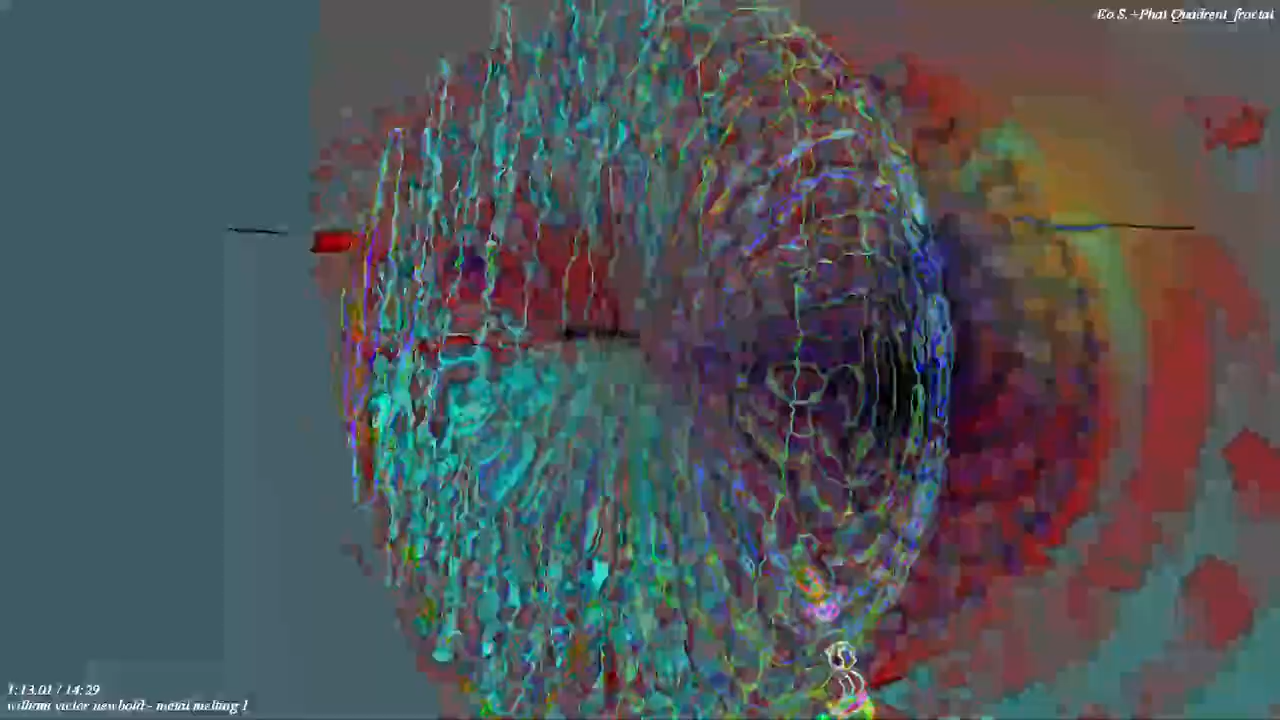 Eo.S. + Phat Quadrent_fractal
1:13.01 / 14:29
william victor newbold - metal melting 1